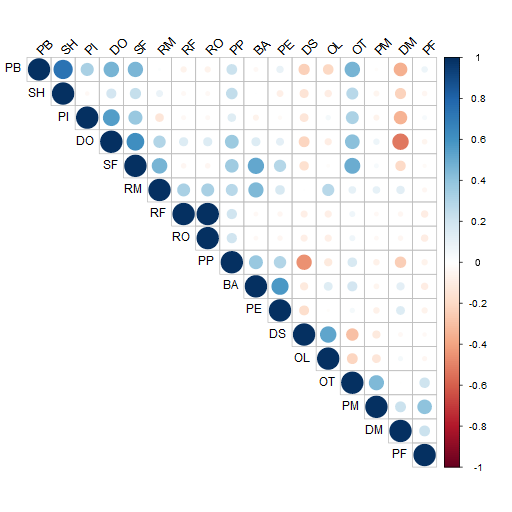 PB SH PI DO SF RM RF RO PP BA PE DS OL OT PM DM PF
PB
SH
PI
DO
SF
RM
RF
RO
PP
BA
PE
DS
OL
OT
PM
DM
PF
1
0.8
0.6
0.4
0.2
0
-0.2
-0.4
-0.6
-0.8
-1